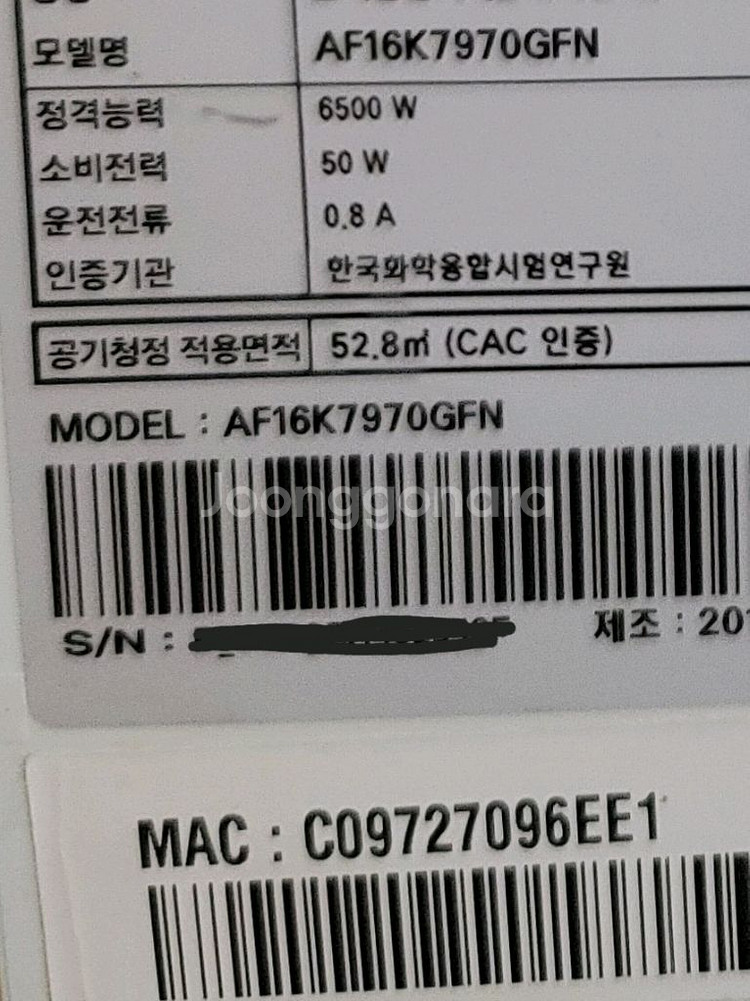 모델명 AF16K7970GFN
정격능력 6500 W
소비전력 50 W
운전전류 0.8 A
인증기관 한국화학융합시험연구원
공기청정 적용면적 52.8㎡ (CAC 인증)
MODEL : AF16K7970GFN
Joonggonara
S/N : 제조 : 201
MAC : C09727096EE1